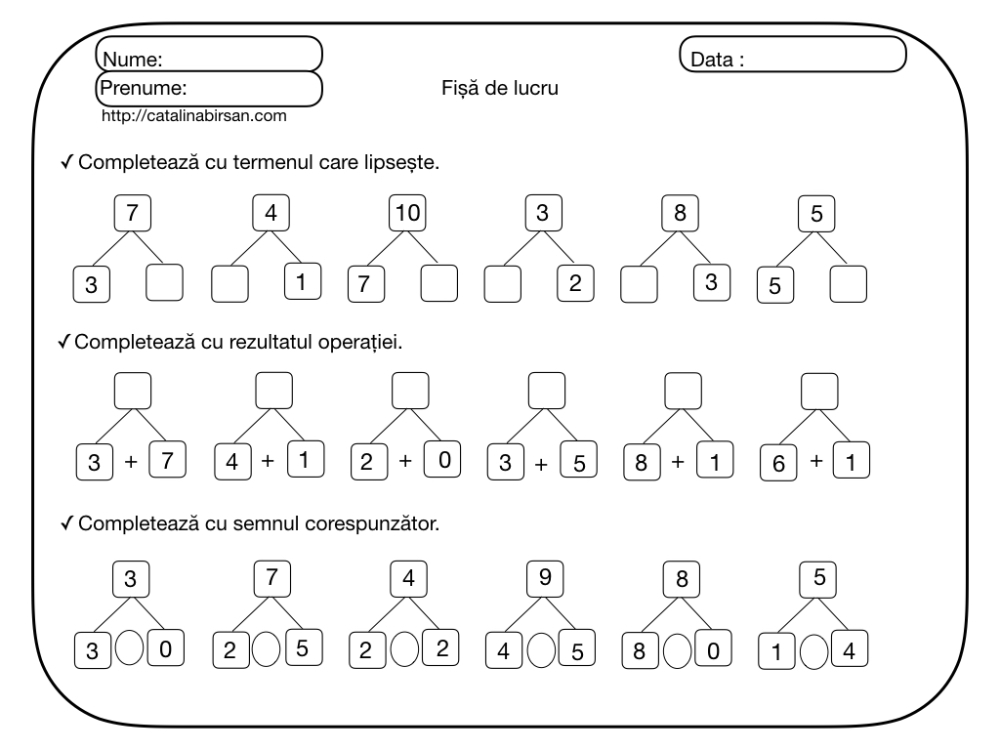 Nume:
Data :
Prenume:
Fișă de lucru
http://catalinabirsan.com
✓ Completează cu termenul care lipsește.
7 4 10 3 8 5
3 1 7 2 3 5
✓ Completează cu rezultatul operației.
3 + 7 4 + 1 2 + 0 3 + 5 8 + 1 6 + 1
✓ Completează cu semnul corespunzător.
3 7 4 9 8 5
3 0 2 5 2 2 4 5 8 0 1 4